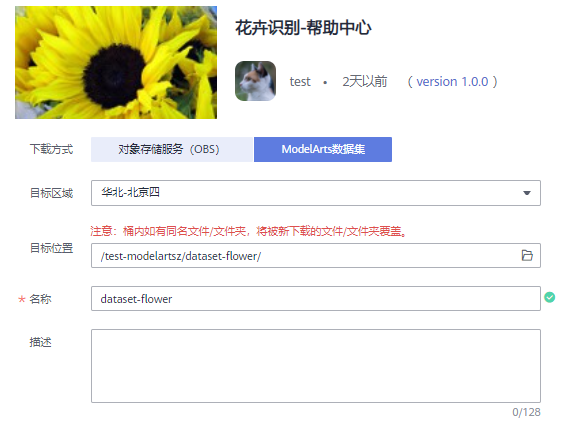 花卉识别-帮助中心
test • 2天以前 （ version 1.0.0 ）
下载方式 对象存储服务（OBS） ModelArts数据集
目标区域 华北-北京四
注意：桶内如有同名文件/文件夹，将被新下载的文件/文件夹覆盖。
目标位置 /test-modelartsz/dataset-flower/
* 名称 dataset-flower
描述
0/128